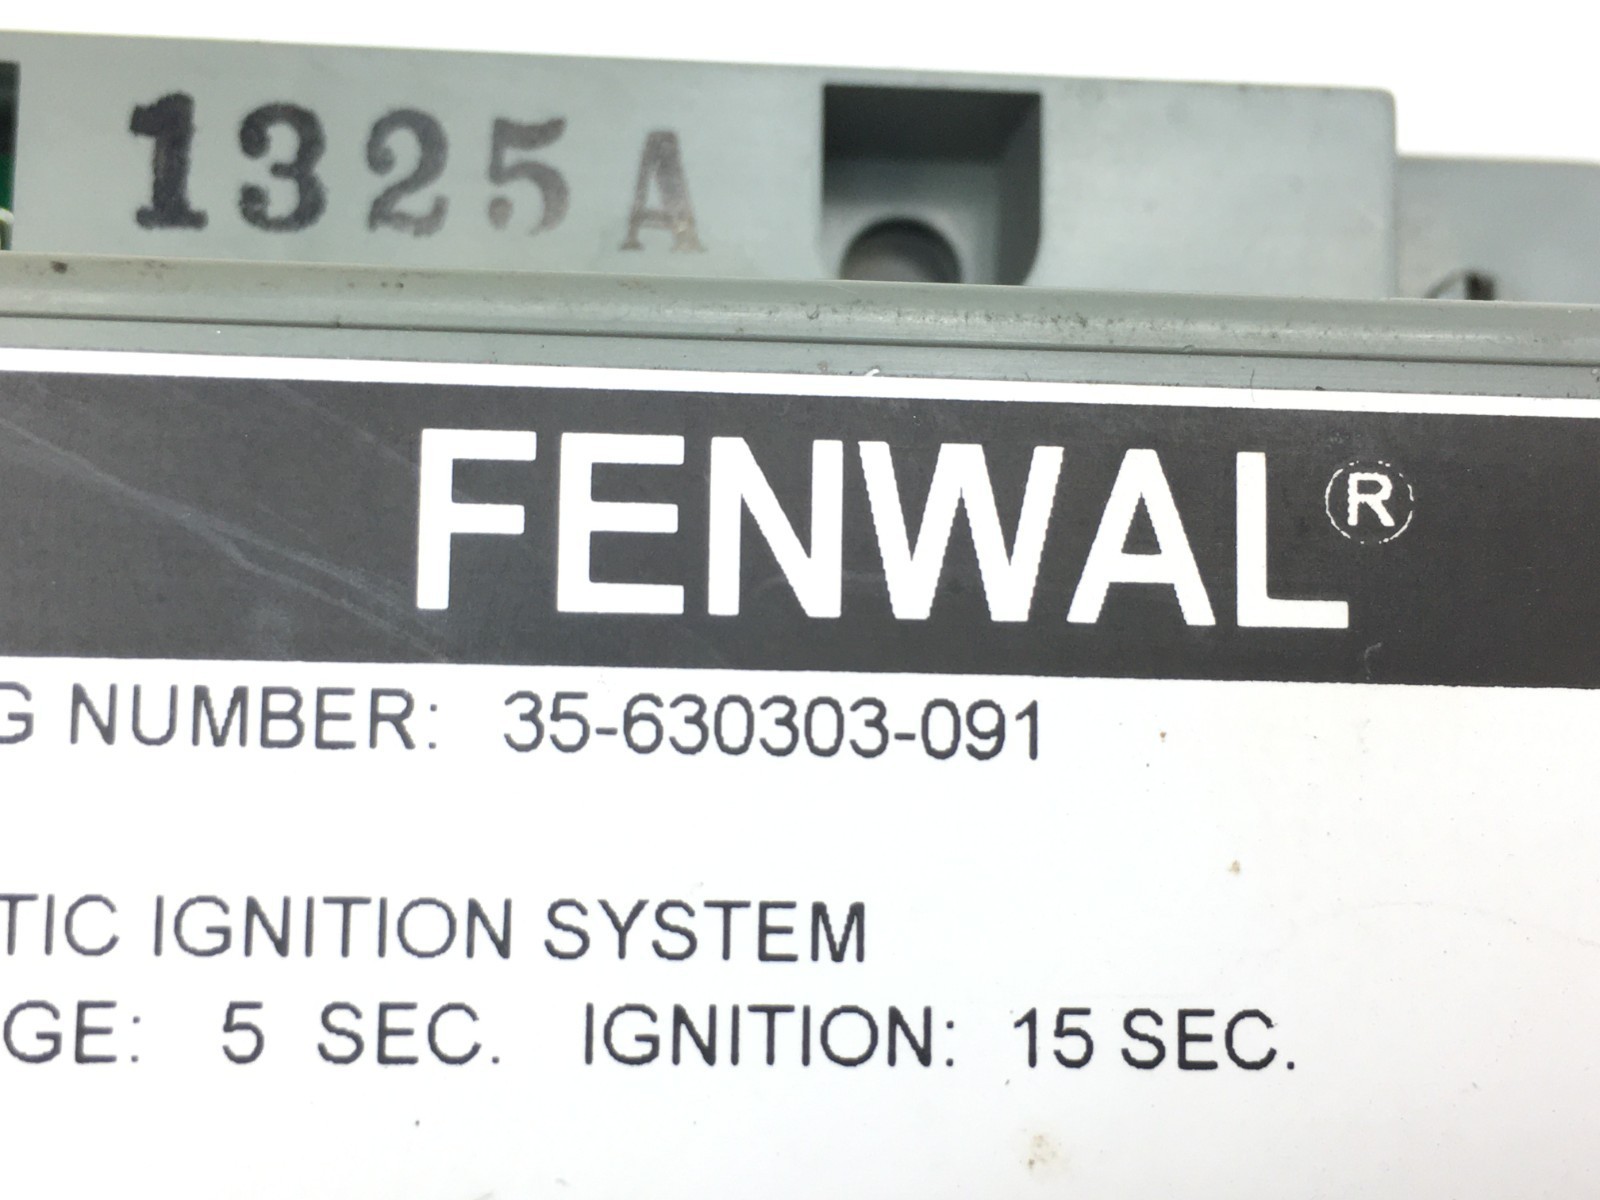 1325A
FENWAL®
G NUMBER: 35-630303-091
TIC IGNITION SYSTEM
GE: 5 SEC. IGNITION: 15 SEC.